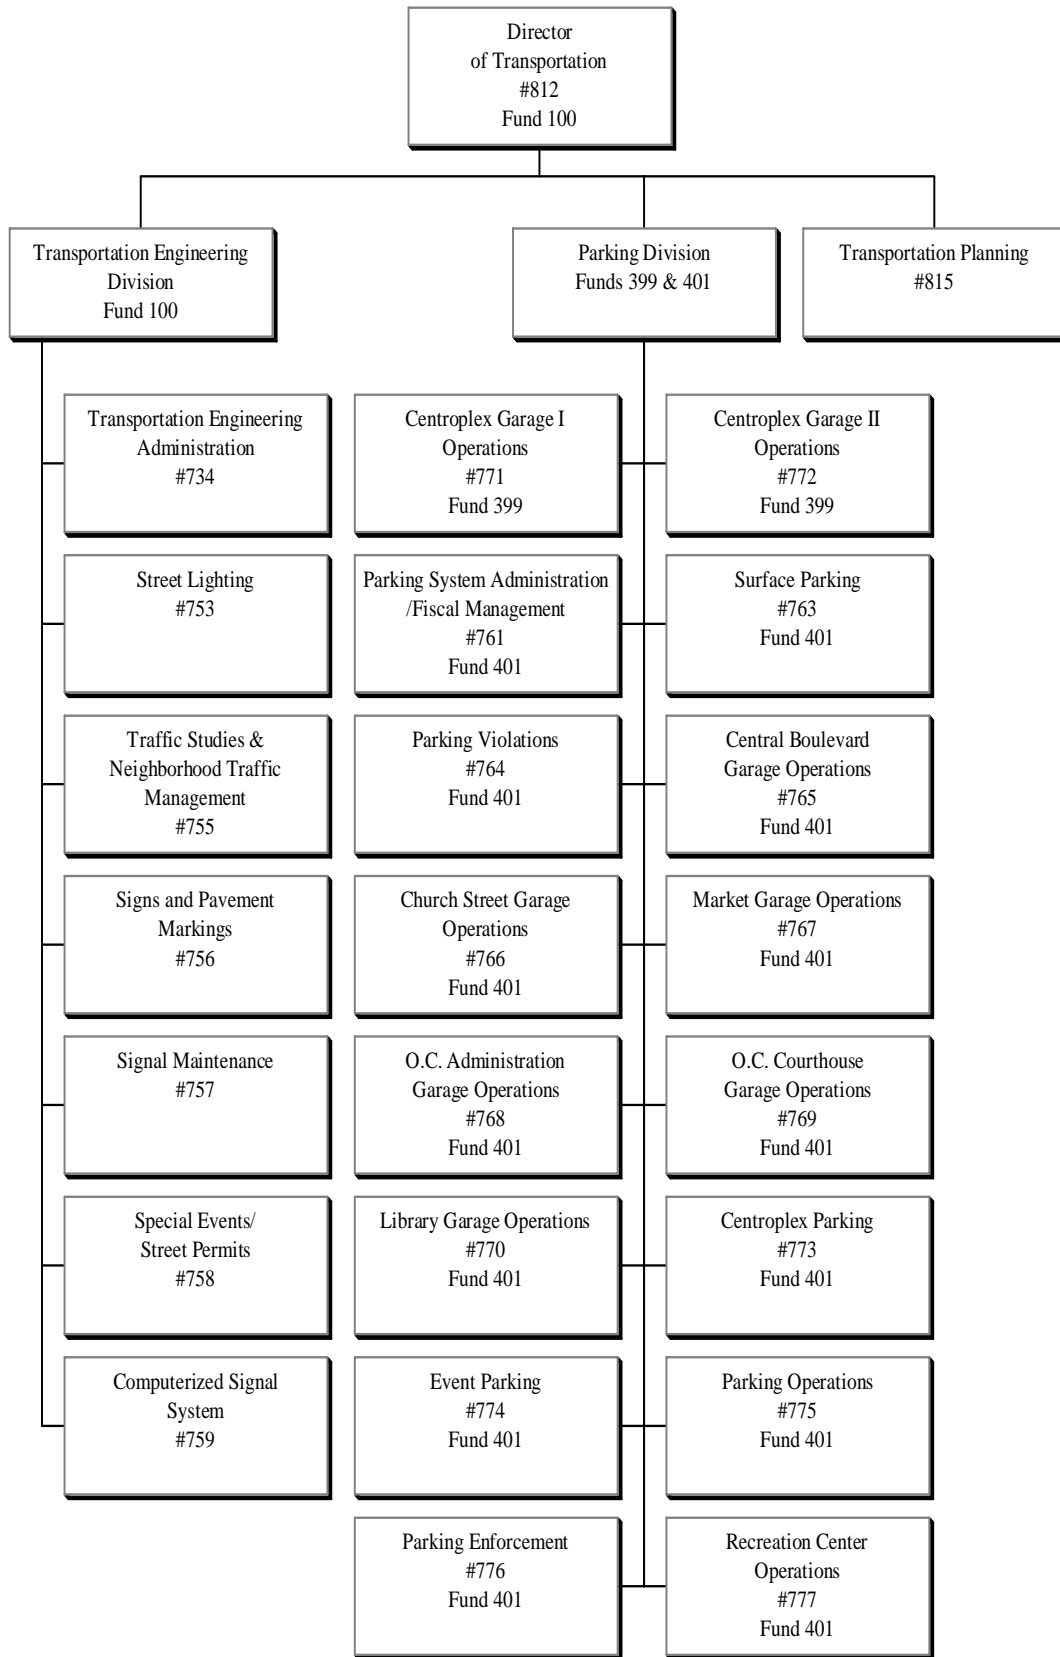 Director
of Transportation
#812
Fund 100
Transportation Engineering
Division
Fund 100
Parking Division
Funds 399 & 401
Transportation Planning
#815
Transportation Engineering
Administration
#734
Centroplex Garage I
Operations
#771
Fund 399
Centroplex Garage II
Operations
#772
Fund 399
Street Lighting
#753
Parking System Administration
/Fiscal Management
#761
Fund 401
Surface Parking
#763
Fund 401
Traffic Studies &
Neighborhood Traffic
Management
#755
Parking Violations
#764
Fund 401
Central Boulevard
Garage Operations
#765
Fund 401
Signs and Pavement
Markings
#756
Church Street Garage
Operations
#766
Fund 401
Market Garage Operations
#767
Fund 401
Signal Maintenance
#757
O.C. Administration
Garage Operations
#768
Fund 401
O.C. Courthouse
Garage Operations
#769
Fund 401
Special Events/
Street Permits
#758
Library Garage Operations
#770
Fund 401
Centroplex Parking
#773
Fund 401
Computerized Signal
System
#759
Event Parking
#774
Fund 401
Parking Operations
#775
Fund 401
Parking Enforcement
#776
Fund 401
Recreation Center
Operations
#777
Fund 401